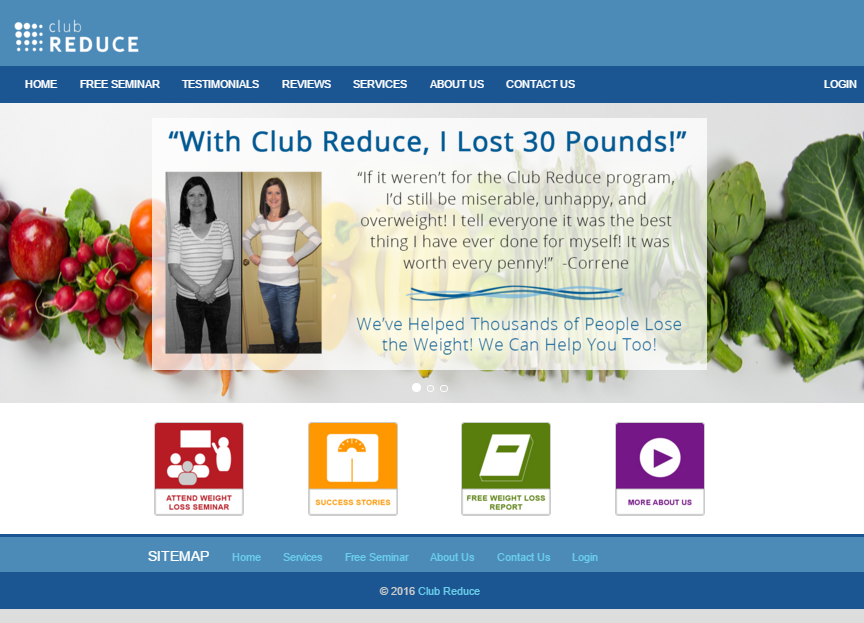 club
REDUCE
HOME FREE SEMINAR TESTIMONIALS REVIEWS SERVICES ABOUT US CONTACT US LOGIN
“With Club Reduce, I Lost 30 Pounds!”
“If it weren’t for the Club Reduce program,
I’d still be miserable, unhappy, and
overweight! I tell everyone it was the best
thing I have ever done for myself! It was
worth every penny!” -Correne
We’ve Helped Thousands of People Lose
the Weight! We Can Help You Too!
ATTEND WEIGHT
LOSS SEMINAR
SUCCESS STORIES
FREE WEIGHT LOSS
REPORT
MORE ABOUT US
SITEMAP Home Services Free Seminar About Us Contact Us Login
© 2016 Club Reduce